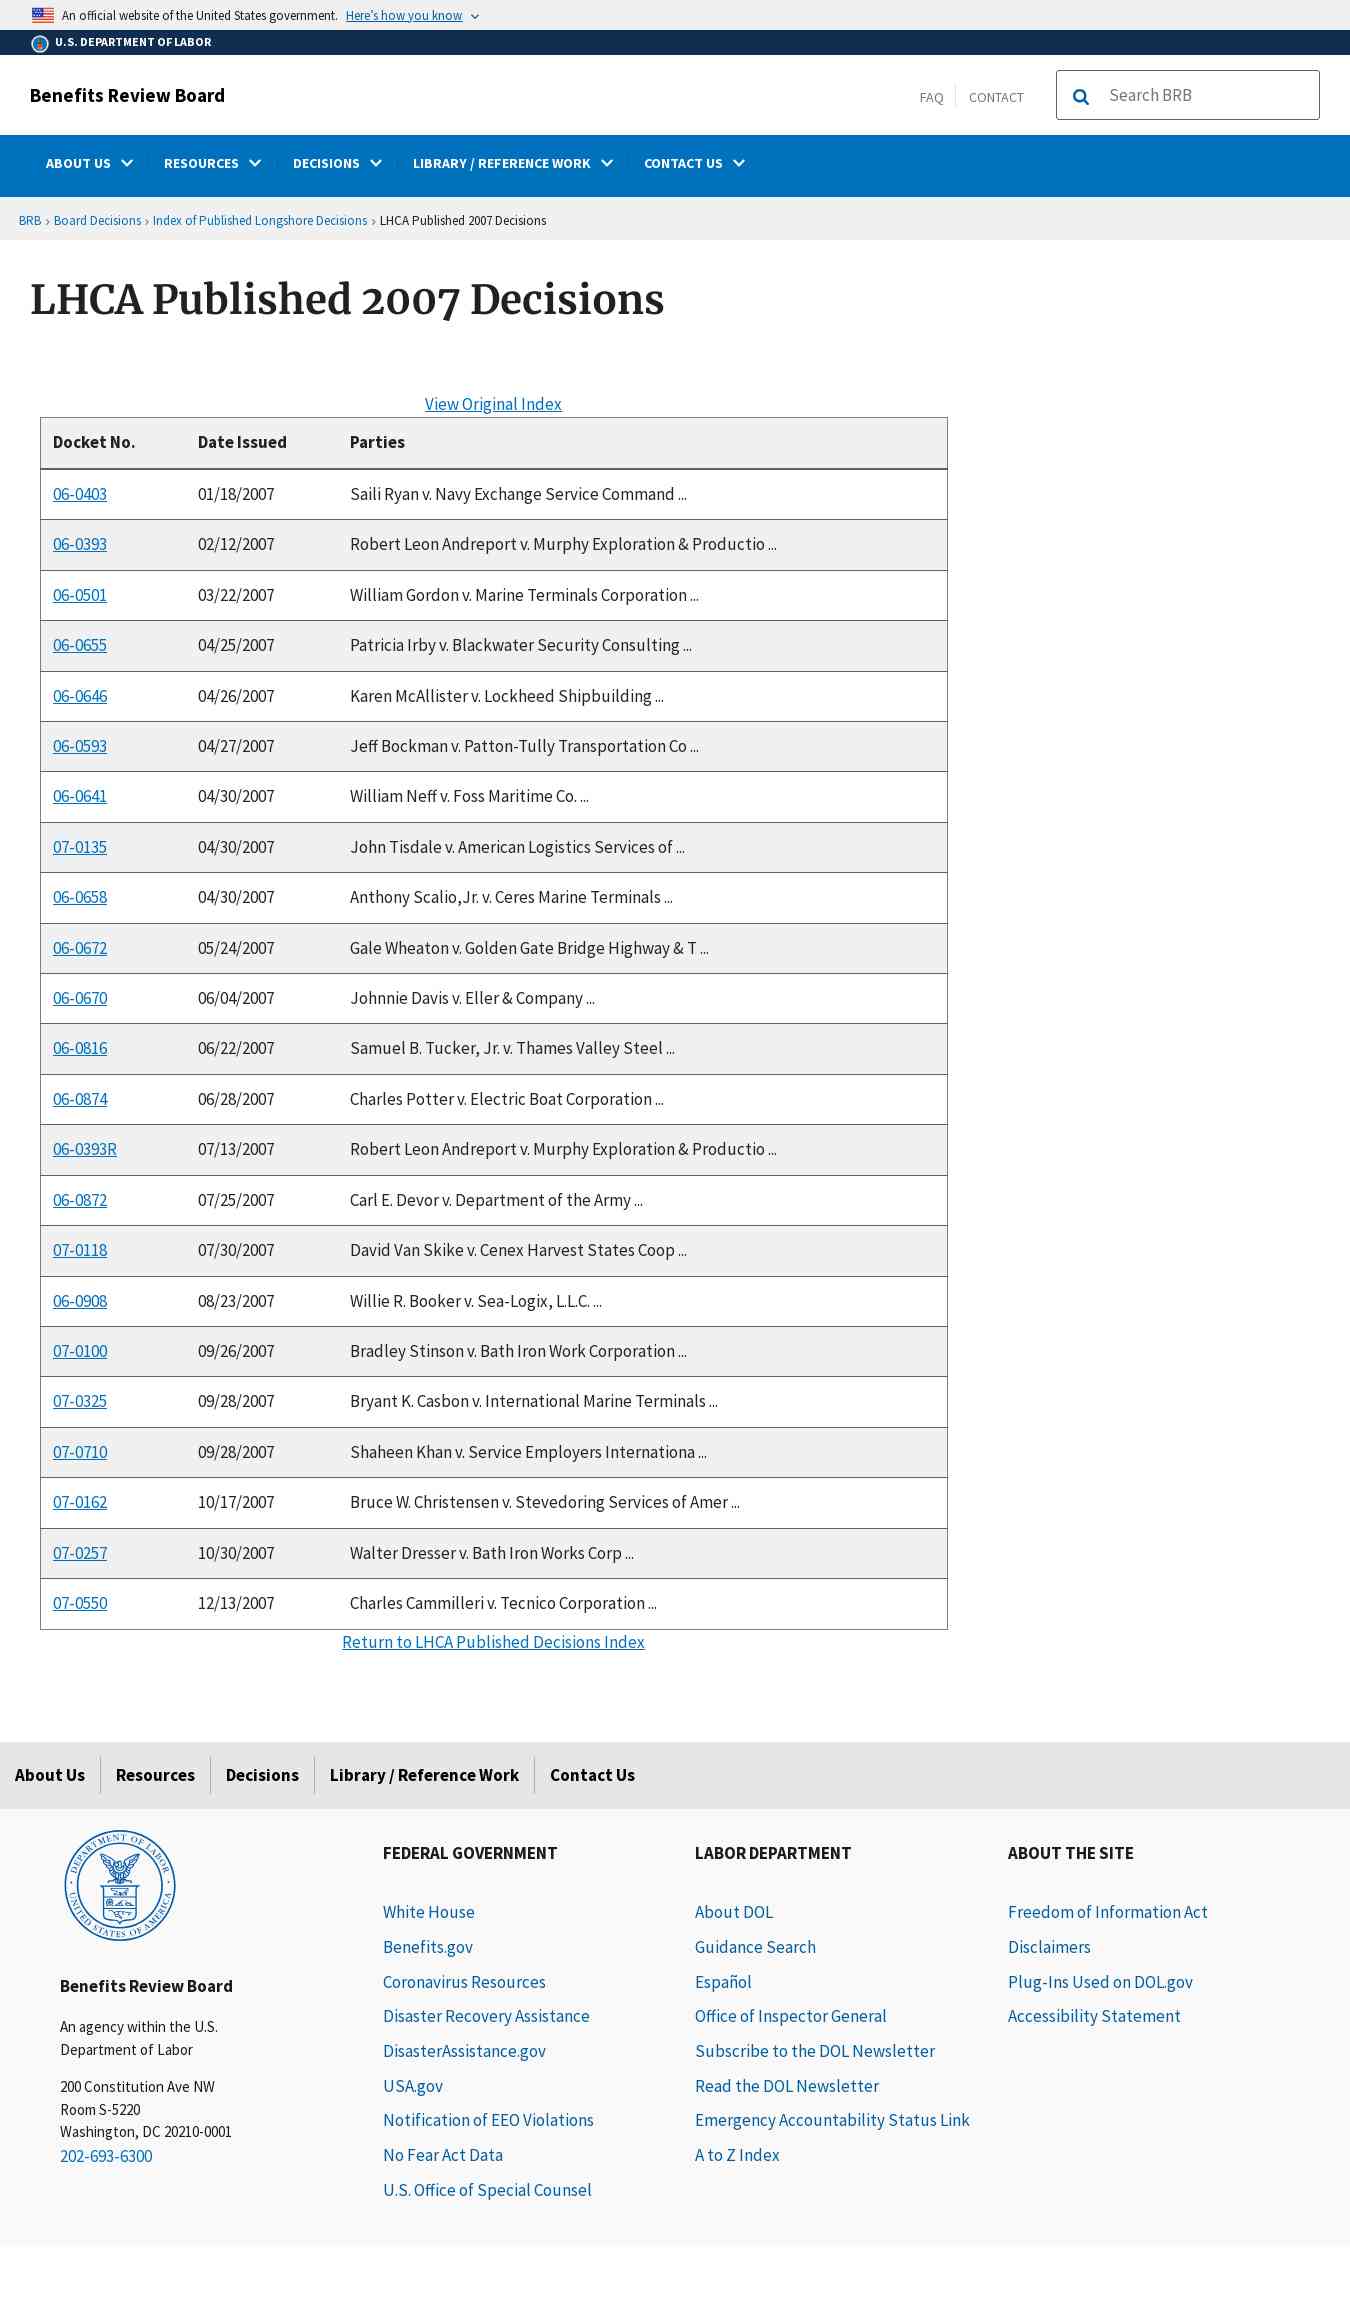 An official website of the United States government. Here's how you know
U.S. DEPARTMENT OF LABOR
Benefits Review Board
FAQ CONTACT Search BRB
ABOUT US RESOURCES DECISIONS LIBRARY / REFERENCE WORK CONTACT US
BRB › Board Decisions › Index of Published Longshore Decisions › LHCA Published 2007 Decisions
LHCA Published 2007 Decisions
View Original Index
Docket No. Date Issued Parties
06-0403 01/18/2007 Saili Ryan v. Navy Exchange Service Command ...
06-0393 02/12/2007 Robert Leon Andreport v. Murphy Exploration & Productio ...
06-0501 03/22/2007 William Gordon v. Marine Terminals Corporation ...
06-0655 04/25/2007 Patricia Irby v. Blackwater Security Consulting ...
06-0646 04/26/2007 Karen McAllister v. Lockheed Shipbuilding ...
06-0593 04/27/2007 Jeff Bockman v. Patton-Tully Transportation Co ...
06-0641 04/30/2007 William Neff v. Foss Maritime Co. ...
07-0135 04/30/2007 John Tisdale v. American Logistics Services of ...
06-0658 04/30/2007 Anthony Scalio,Jr. v. Ceres Marine Terminals ...
06-0672 05/24/2007 Gale Wheaton v. Golden Gate Bridge Highway & T ...
06-0670 06/04/2007 Johnnie Davis v. Eller & Company ...
06-0816 06/22/2007 Samuel B. Tucker, Jr. v. Thames Valley Steel ...
06-0874 06/28/2007 Charles Potter v. Electric Boat Corporation ...
06-0393R 07/13/2007 Robert Leon Andreport v. Murphy Exploration & Productio ...
06-0872 07/25/2007 Carl E. Devor v. Department of the Army ...
07-0118 07/30/2007 David Van Skike v. Cenex Harvest States Coop ...
06-0908 08/23/2007 Willie R. Booker v. Sea-Logix, L.L.C. ...
07-0100 09/26/2007 Bradley Stinson v. Bath Iron Work Corporation ...
07-0325 09/28/2007 Bryant K. Casbon v. International Marine Terminals ...
07-0710 09/28/2007 Shaheen Khan v. Service Employers Internationa ...
07-0162 10/17/2007 Bruce W. Christensen v. Stevedoring Services of Amer ...
07-0257 10/30/2007 Walter Dresser v. Bath Iron Works Corp ...
07-0550 12/13/2007 Charles Cammilleri v. Tecnico Corporation ...
Return to LHCA Published Decisions Index
About Us Resources Decisions Library / Reference Work Contact Us
DEPARTMENT OF LABOR
UNITED STATES OF AMERICA
Benefits Review Board
An agency within the U.S.
Department of Labor
200 Constitution Ave NW
Room S-5220
Washington, DC 20210-0001
202-693-6300
FEDERAL GOVERNMENT
White House
Benefits.gov
Coronavirus Resources
Disaster Recovery Assistance
DisasterAssistance.gov
USA.gov
Notification of EEO Violations
No Fear Act Data
U.S. Office of Special Counsel
LABOR DEPARTMENT
About DOL
Guidance Search
Español
Office of Inspector General
Subscribe to the DOL Newsletter
Read the DOL Newsletter
Emergency Accountability Status Link
A to Z Index
ABOUT THE SITE
Freedom of Information Act
Disclaimers
Plug-Ins Used on DOL.gov
Accessibility Statement